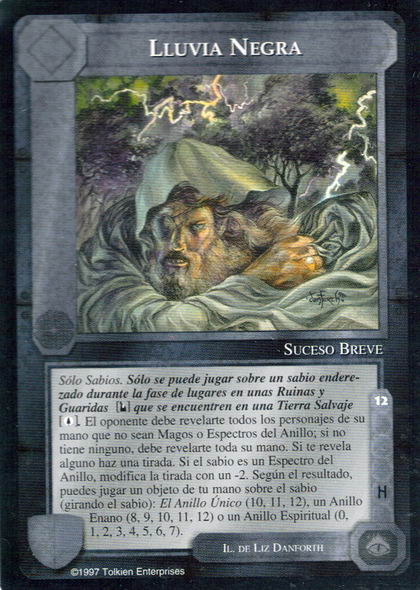 LLUVIA NEGRA
Danforth
SUCESO BREVE
Sólo Sabios. Sólo se puede jugar sobre un sabio endere-
zado durante la fase de lugares en unas Ruinas y
Guaridas [ ] que se encuentren en una Tierra Salvaje
[ ]. El oponente debe revelarte todos los personajes de su
mano que no sean Magos o Espectros del Anillo; si no
tiene ninguno, debe revelarte toda su mano. Si te revela
alguno haz una tirada. Si el sabio es un Espectro del
Anillo, modifica la tirada con un -2. Según el resultado,
puedes jugar un objeto de tu mano sobre el sabio
(girando el sabio): El Anillo Único (10, 11, 12), un Anillo
Enano (8, 9, 10, 11, 12) o un Anillo Espiritual (0,
1, 2, 3, 4, 5, 6, 7).
12
H
IL. DE LIZ DANFORTH
©1997 Tolkien Enterprises